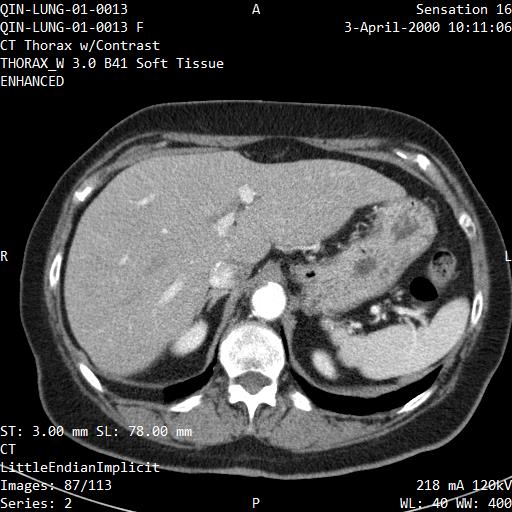 QIN-LUNG-01-0013
A
Sensation 16
QIN-LUNG-01-0013 F
3-April-2000 10:11:06
CT Thorax w/Contrast
THORAX_W 3.0 B41 Soft Tissue
ENHANCED
R
L
ST: 3.00 mm SL: 78.00 mm
CT
LittleEndianImplicit
Images: 87/113
218 mA 120kV
Series: 2
P
WL: 40 WW: 400